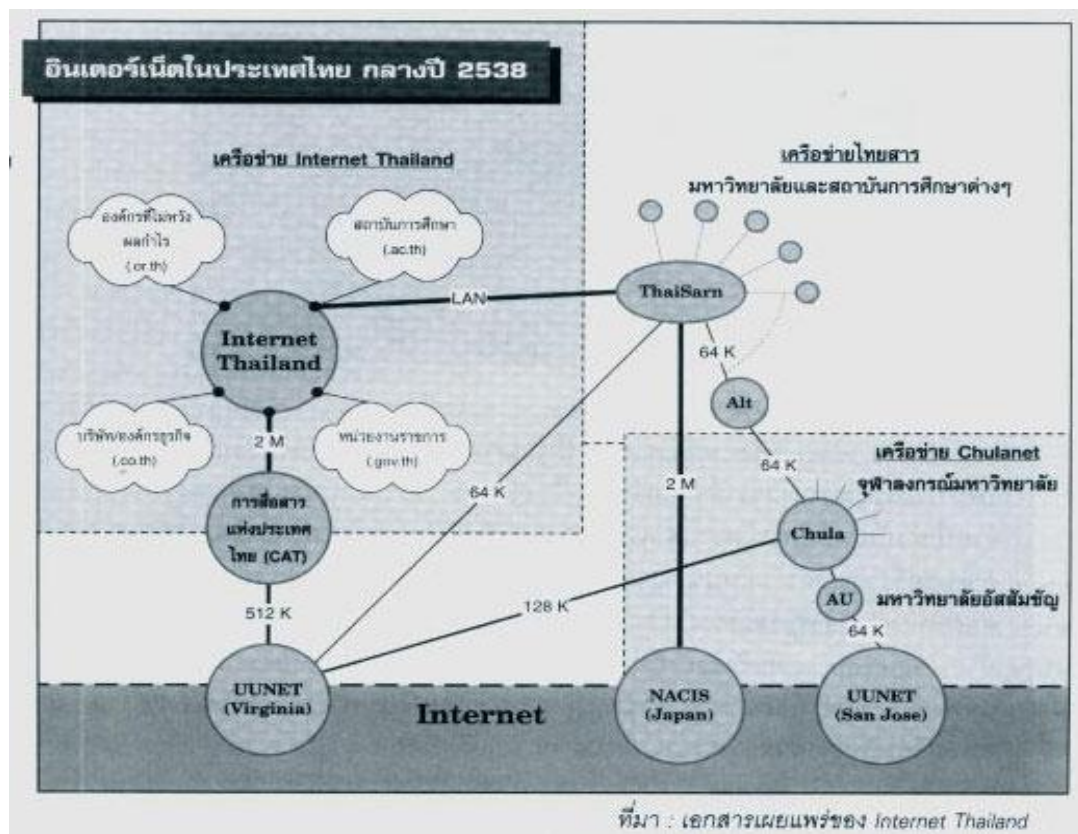 อินเตอร์เน็ตในประเทศไทย กลางปี 2538
เครือข่าย Internet Thailand
องค์กรที่ไม่หวัง
ผลกำไร
(.or.th)
สถาบันการศึกษา
(.ac.th)
Internet
Thailand
บริษัท/องค์กรธุรกิจ
(.co.th)
หน่วยงานราชการ
(.gov.th)
2 M
การสื่อสาร
แห่งประเทศ
ไทย (CAT)
512 K
LAN
เครือข่ายไทยสาร
มหาวิทยาลัยและสถาบันการศึกษาต่างๆ
ThaiSarn
64 K
Alt
64 K
64 K
2 M
128 K
เครือข่าย Chulanet
จุฬาลงกรณ์มหาวิทยาลัย
Chula
AU มหาวิทยาลัยอัสสัมชัญ
64 K
UUNET
(Virginia)
Internet
NACIS
(Japan)
UUNET
(San Jose)
ที่มา : เอกสารเผยแพร่ของ Internet Thailand